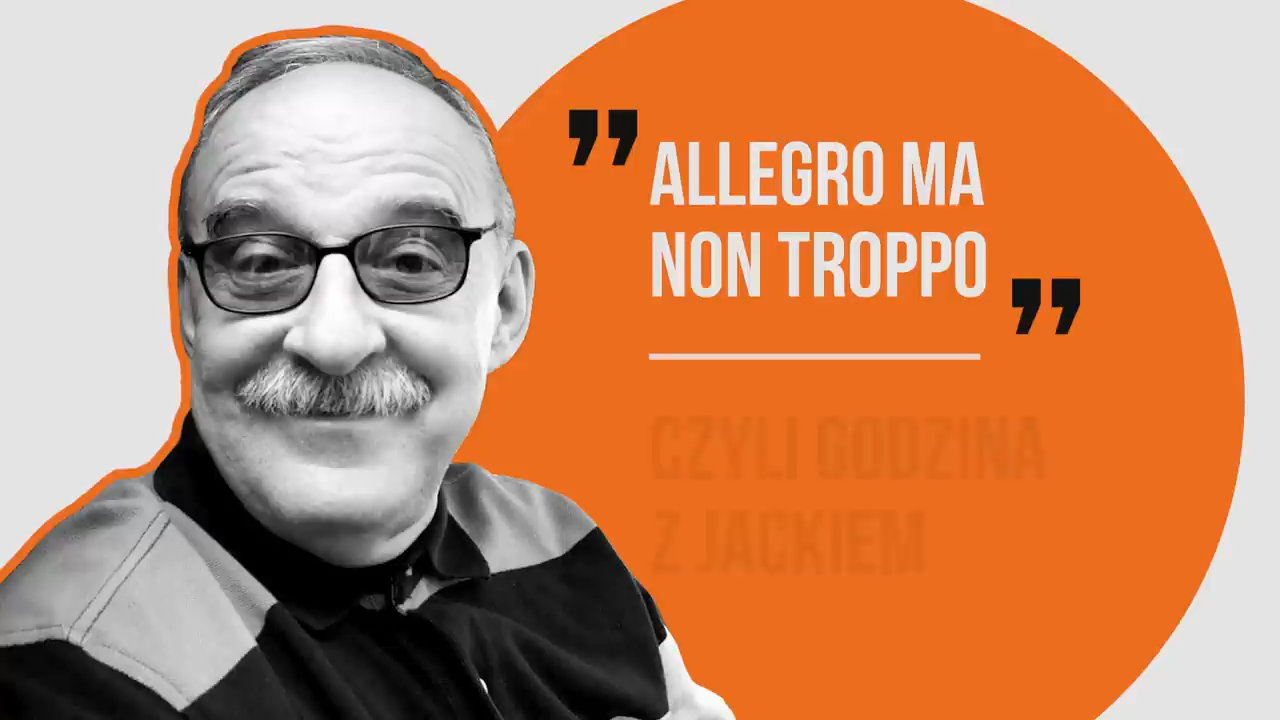 ”ALLEGRO MA
NON TROPPO”
CZYLI GODZINA
Z JACKIEM